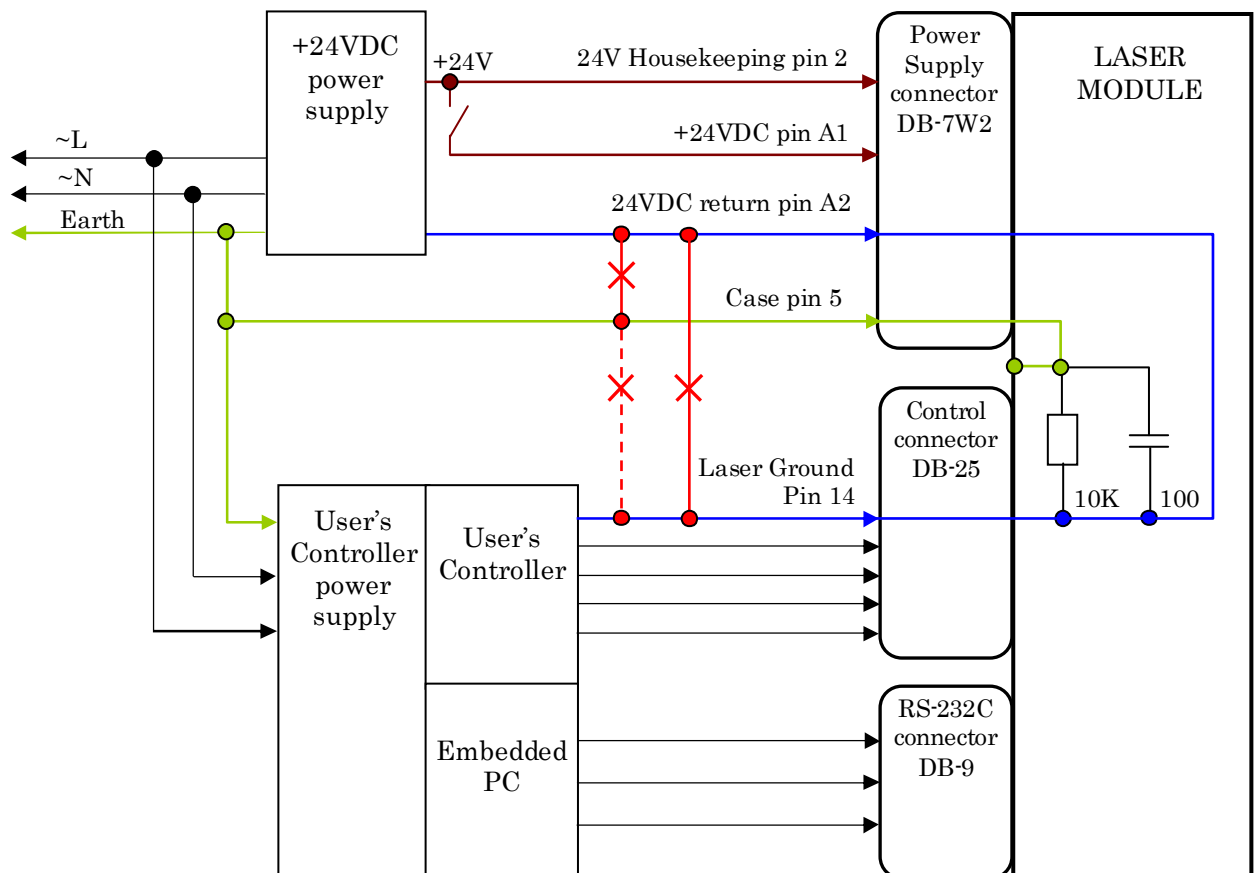 +24VDC
power
supply
+24V
24V Housekeeping pin 2
+24VDC pin A1
Power
Supply
connector
DB-7W2
LASER
MODULE
~L
~N
Earth
24VDC return pin A2
Case pin 5
Control
connector
DB-25
Laser Ground
Pin 14
10K
100
User's
Controller
power
supply
User's
Controller
Embedded
PC
RS-232C
connector
DB-9